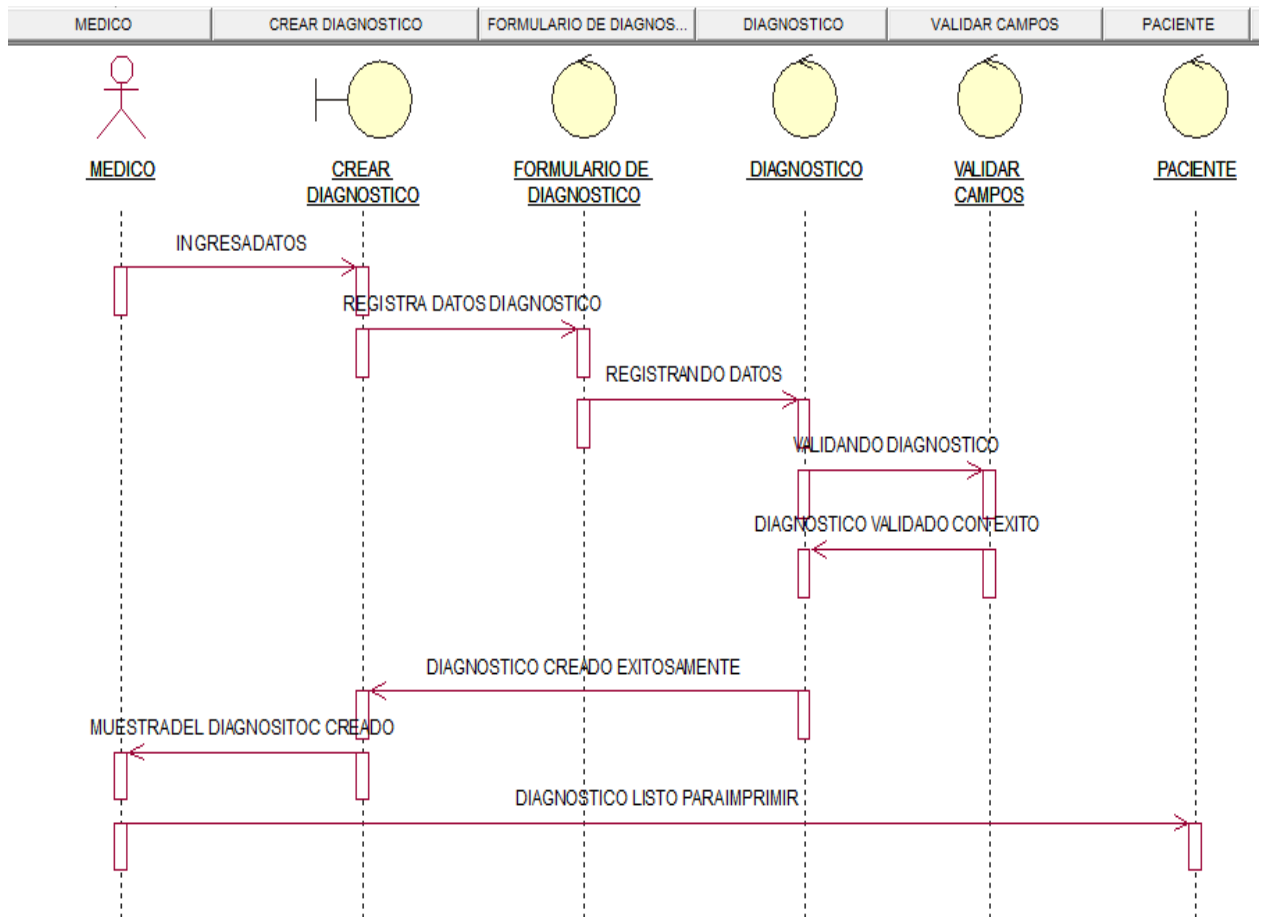 MEDICO
CREAR DIAGNOSTICO
FORMULARIO DE DIAGNOS...
DIAGNOSTICO
VALIDAR CAMPOS
PACIENTE
MEDICO
CREAR
DIAGNOSTICO
FORMULARIO DE
DIAGNOSTICO
DIAGNOSTICO
VALIDAR
CAMPOS
PACIENTE
INGRESADATOS
REGISTRA DATOS DIAGNOSTICO
REGISTRANDO DATOS
VALIDANDO DIAGNOSTICO
DIAGNOSTICO VALIDADO CON EXITO
DIAGNOSTICO CREADO EXITOSAMENTE
MUESTRADEL DIAGNOSITOC CREADO
DIAGNOSTICO LISTO PARAIMPRIMIR